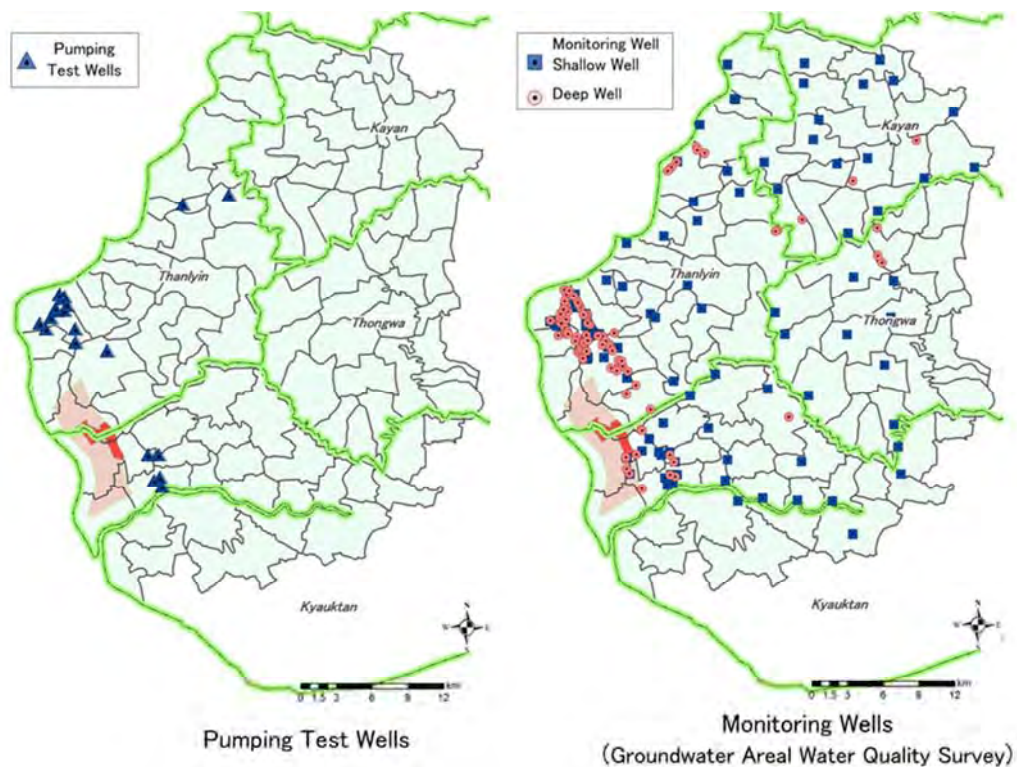 Pumping
Test Wells
Kayan
Thanlyin
Thongwa
Kyauktan
N
W E
S
km
0 1.5 3 6 9 12
Pumping Test Wells
Monitoring Well
Shallow Well
Deep Well
Kayan
Thanlyin
Thongwa
Kyauktan
N
W E
S
km
0 1.5 3 6 9 12
Monitoring Wells
(Groundwater Areal Water Quality Survey)